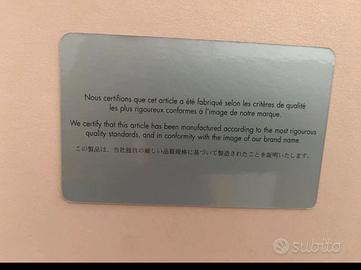 Nous certifions que cet article a été fabriqué selon les critères de qualité
les plus rigoureux conformes à l'image de notre marque.
We certify that this article has been manufactured according to the most rigourous
quality standards, and in conformity with the image of our brand name.
この製品は、当社独自の厳しい品質規格に基づいて製造されたことを証明いたします。
subito